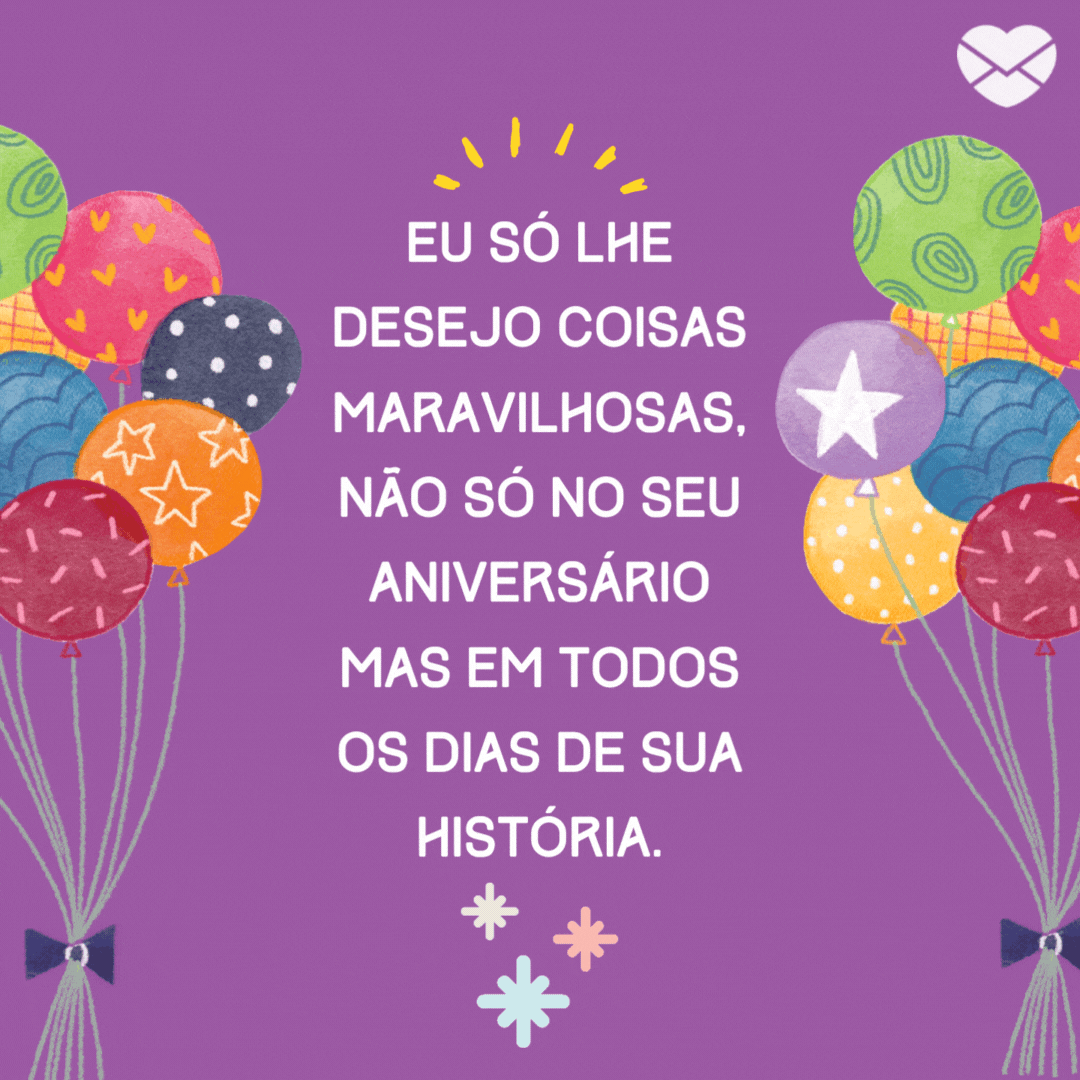 EU SÓ LHE
DESEJO COISAS
MARAVILHOSAS,
NÃO SÓ NO SEU
ANIVERSÁRIO
MAS EM TODOS
OS DIAS DE SUA
HISTÓRIA.